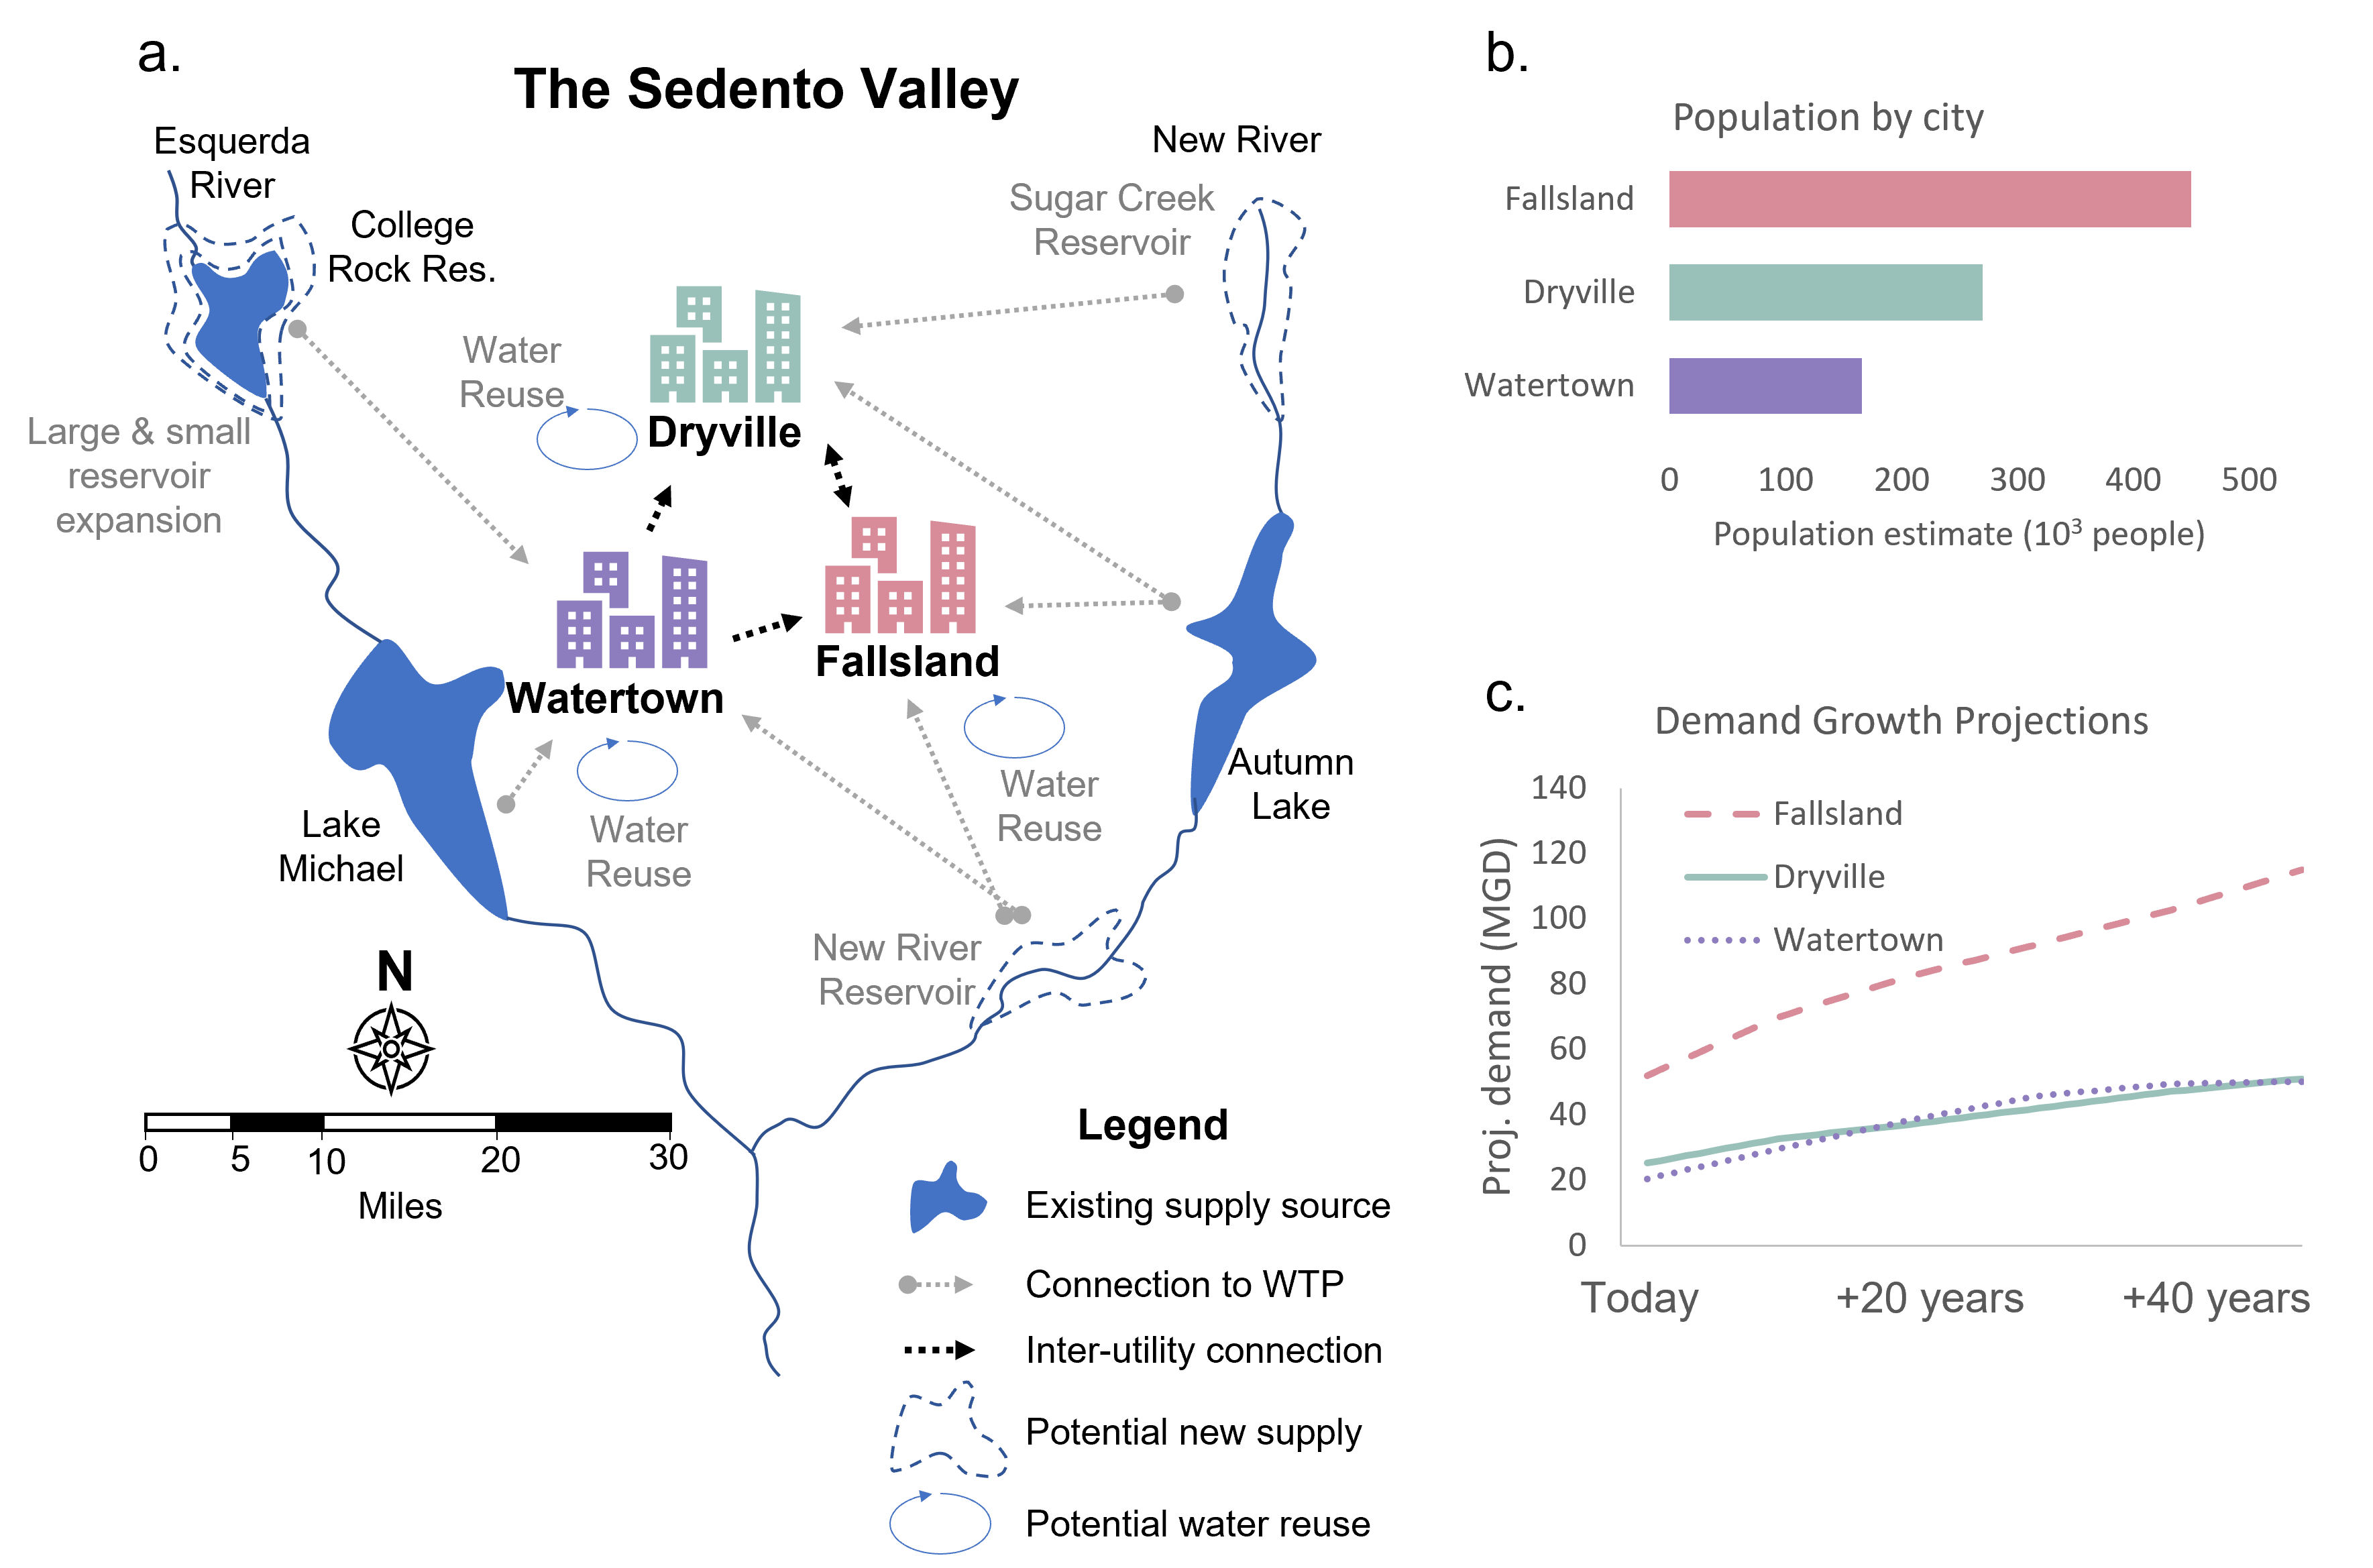 a.
The Sedento Valley
Esquerda
River
College
Rock Res.
New River
Sugar Creek
Reservoir
Water
Reuse
Dryville
Large & small
reservoir
expansion
Fallsland
Watertown
Lake
Michael
Water
Reuse
Water
Reuse
Autumn
Lake
New River
Reservoir
N
0 5 10 20 30
Miles
Legend
Existing supply source
Connection to WTP
Inter-utility connection
Potential new supply
Potential water reuse
b.
Population by city
Fallsland
Dryville
Watertown
0 100 200 300 400 500
Population estimate (10³ people)
c.
Demand Growth Projections
Proj. demand (MGD)
140
120
100
80
60
40
20
0
Fallsland
Dryville
Watertown
Today +20 years +40 years